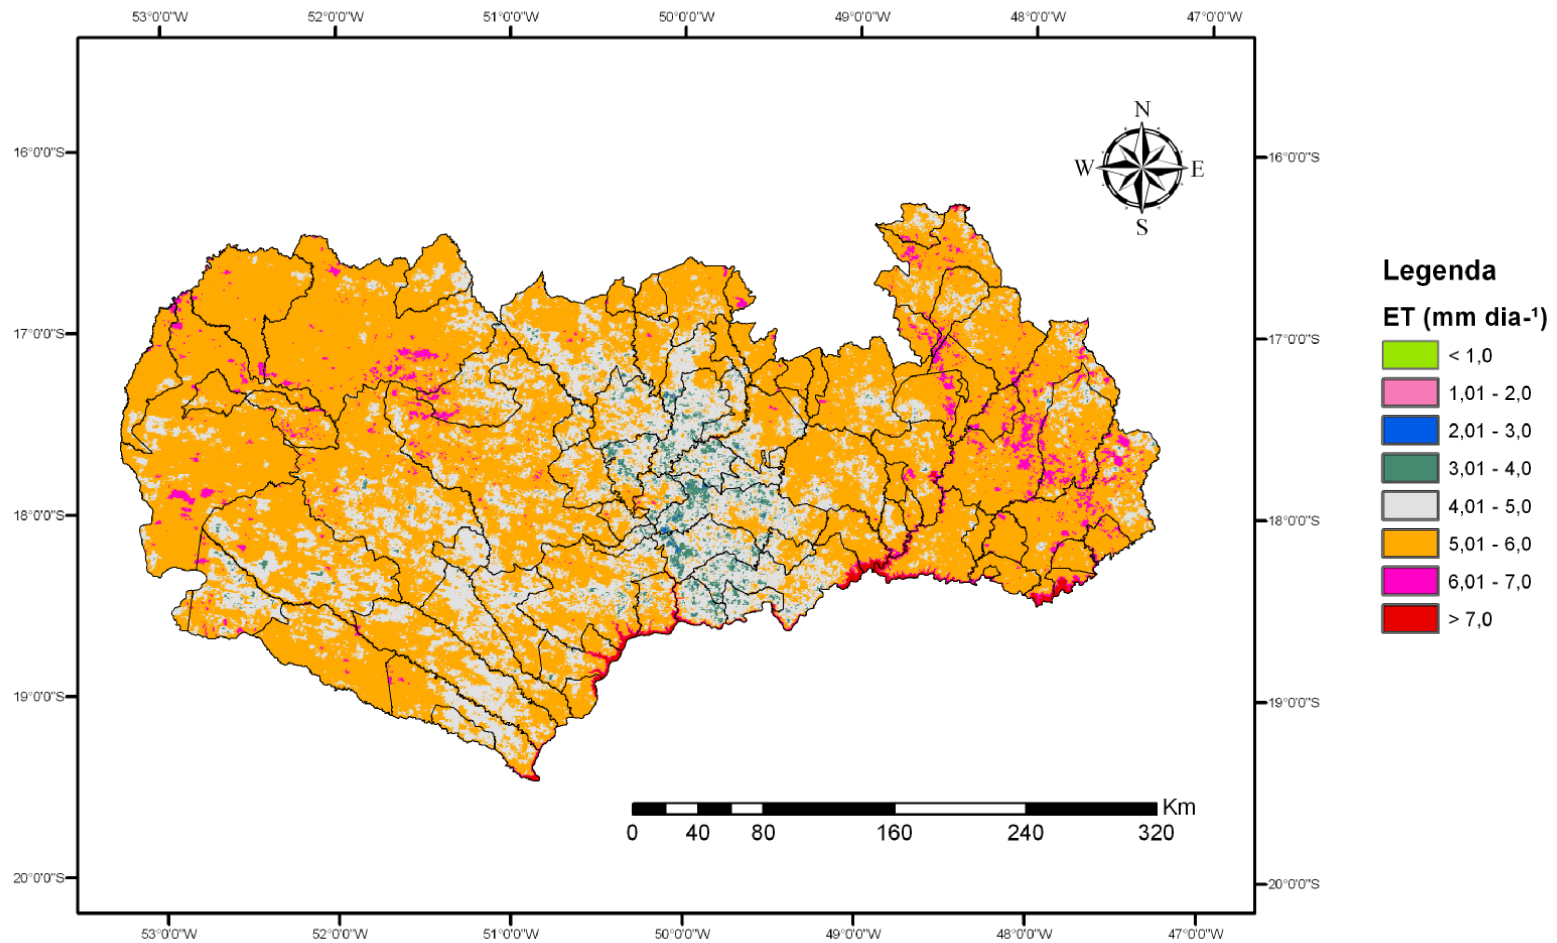 53°0'0"W 52°0'0"W 51°0'0"W 50°0'0"W 49°0'0"W 48°0'0"W 47°0'0"W
N
W E
S
16°0'0"S 16°0'0"S
17°0'0"S 17°0'0"S
18°0'0"S 18°0'0"S
19°0'0"S 19°0'0"S
20°0'0"S 20°0'0"S
Legenda
ET (mm dia-¹)
< 1,0
1,01 - 2,0
2,01 - 3,0
3,01 - 4,0
4,01 - 5,0
5,01 - 6,0
6,01 - 7,0
> 7,0
Km
0 40 80 160 240 320
53°0'0"W 52°0'0"W 51°0'0"W 50°0'0"W 49°0'0"W 48°0'0"W 47°0'0"W